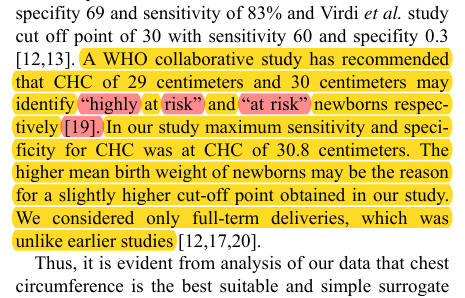 specifity 69 and sensitivity of 83% and Virdi et al. study
cut off point of 30 with sensitivity 60 and specifity 0.3
[12,13]. A WHO collaborative study has recommended
that CHC of 29 centimeters and 30 centimeters may
identify “highly at risk” and “at risk” newborns respec-
tively [19]. In our study maximum sensitivity and speci-
ficity for CHC was at CHC of 30.8 centimeters. The
higher mean birth weight of newborns may be the reason
for a slightly higher cut-off point obtained in our study.
We considered only full-term deliveries, which was
unlike earlier studies [12,17,20].
Thus, it is evident from analysis of our data that chest
circumference is the best suitable and simple surrogate